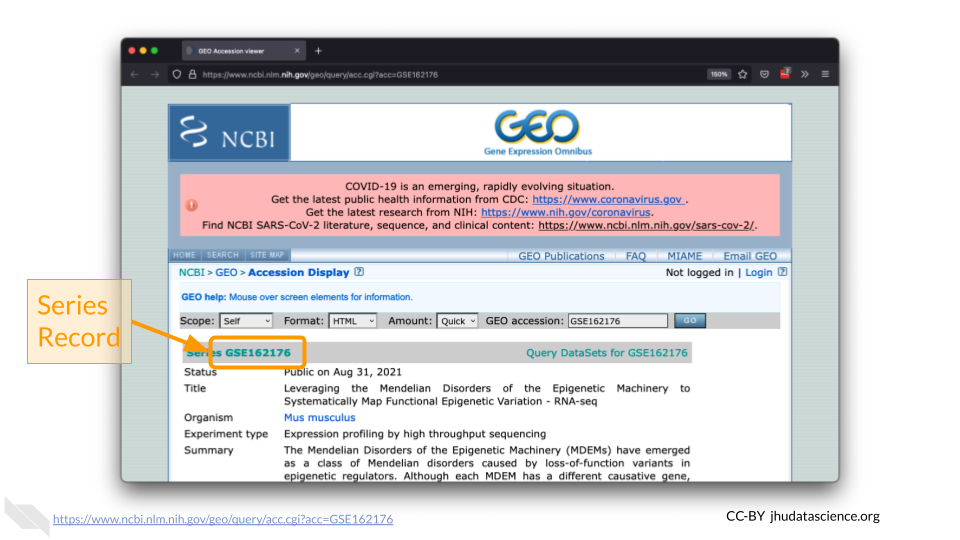 GEO Accession viewer
https://www.ncbi.nlm.nih.gov/geo/query/acc.cgi?acc=GSE162176
150%
NCBI
GEO
Gene Expression Omnibus
COVID-19 is an emerging, rapidly evolving situation.
Get the latest public health information from CDC: https://www.coronavirus.gov .
Get the latest research from NIH: https://www.nih.gov/coronavirus.
Find NCBI SARS-CoV-2 literature, sequence, and clinical content: https://www.ncbi.nlm.nih.gov/sars-cov-2/.
HOME SEARCH SITE MAP GEO Publications FAQ MIAME Email GEO
NCBI > GEO > Accession Display ? Not logged in | Login ?
GEO help: Mouse over screen elements for information.
Scope: Self Format: HTML Amount: Quick GEO accession: GSE162176 GO
Series
Record
Series GSE162176 Query DataSets for GSE162176
Status Public on Aug 31, 2021
Title Leveraging the Mendelian Disorders of the Epigenetic Machinery to
Systematically Map Functional Epigenetic Variation - RNA-seq
Organism Mus musculus
Experiment type Expression profiling by high throughput sequencing
Summary The Mendelian Disorders of the Epigenetic Machinery (MDEMs) have emerged
as a class of Mendelian disorders caused by loss-of-function variants in
epigenetic regulators. Although each MDEM has a different causative gene,
https://www.ncbi.nlm.nih.gov/geo/query/acc.cgi?acc=GSE162176
CC-BY jhudatascience.org